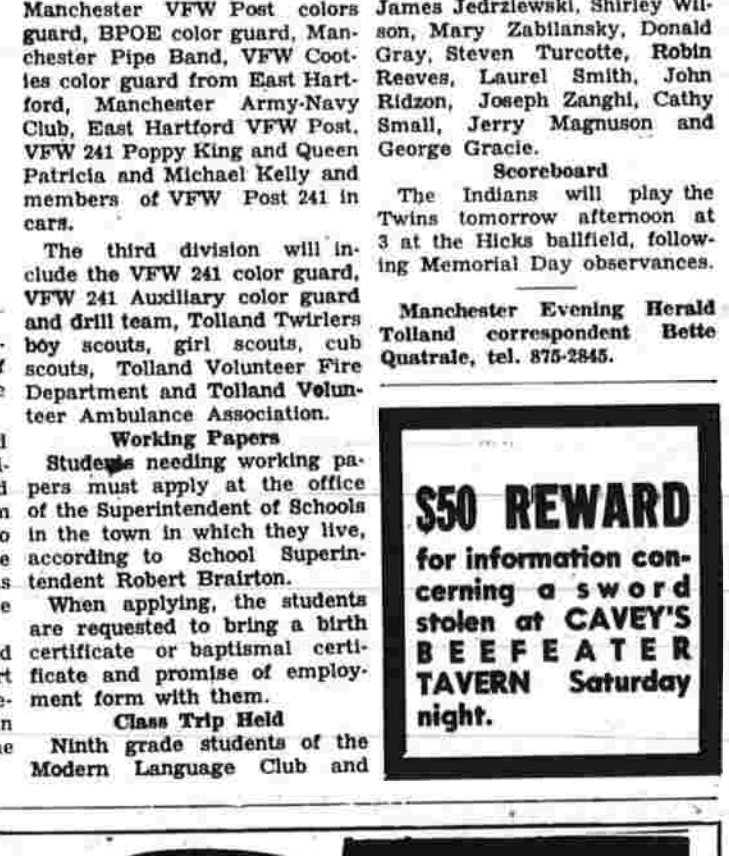 Manchester VFW Post colors
guard, BPOE color guard, Man-
chester Pipe Band, VFW Coot-
ies color guard from East Hart-
ford, Manchester Army-Navy
Club, East Hartford VFW Post,
VFW 241 Poppy King and Queen
Patricia and Michael Kelly and
members of VFW Post 241 in
cars.
The third division will in-
clude the VFW 241 color guard,
VFW 241 Auxiliary color guard
and drill team, Tolland Twirlers
boy scouts, girl scouts, cub
scouts, Tolland Volunteer Fire
Department and Tolland Volun-
teer Ambulance Association.
Working Papers
Students needing working pa-
pers must apply at the office
of the Superintendent of Schools
in the town in which they live,
according to School Superin-
tendent Robert Brairton.
When applying, the students
are requested to bring a birth
certificate or baptismal certi-
ficate and promise of employ-
ment form with them.
Class Trip Held
Ninth grade students of the
Modern Language Club and
James Jedrziewski, Shirley Wil-
son, Mary Zabilansky, Donald
Gray, Steven Turcotte, Robin
Reeves, Laurel Smith, John
Ridzon, Joseph Zanghi, Cathy
Small, Jerry Magnuson and
George Gracie.
Scoreboard
The Indians will play the
Twins tomorrow afternoon at
3 at the Hicks ballfield, follow-
ing Memorial Day observances.
Manchester Evening Herald
Tolland correspondent Bette
Quatrale, tel. 875-2845.
$50 REWARD
for information con-
cerning a sword
stolen at CAVEY'S
BEEFEATER
TAVERN Saturday
night.